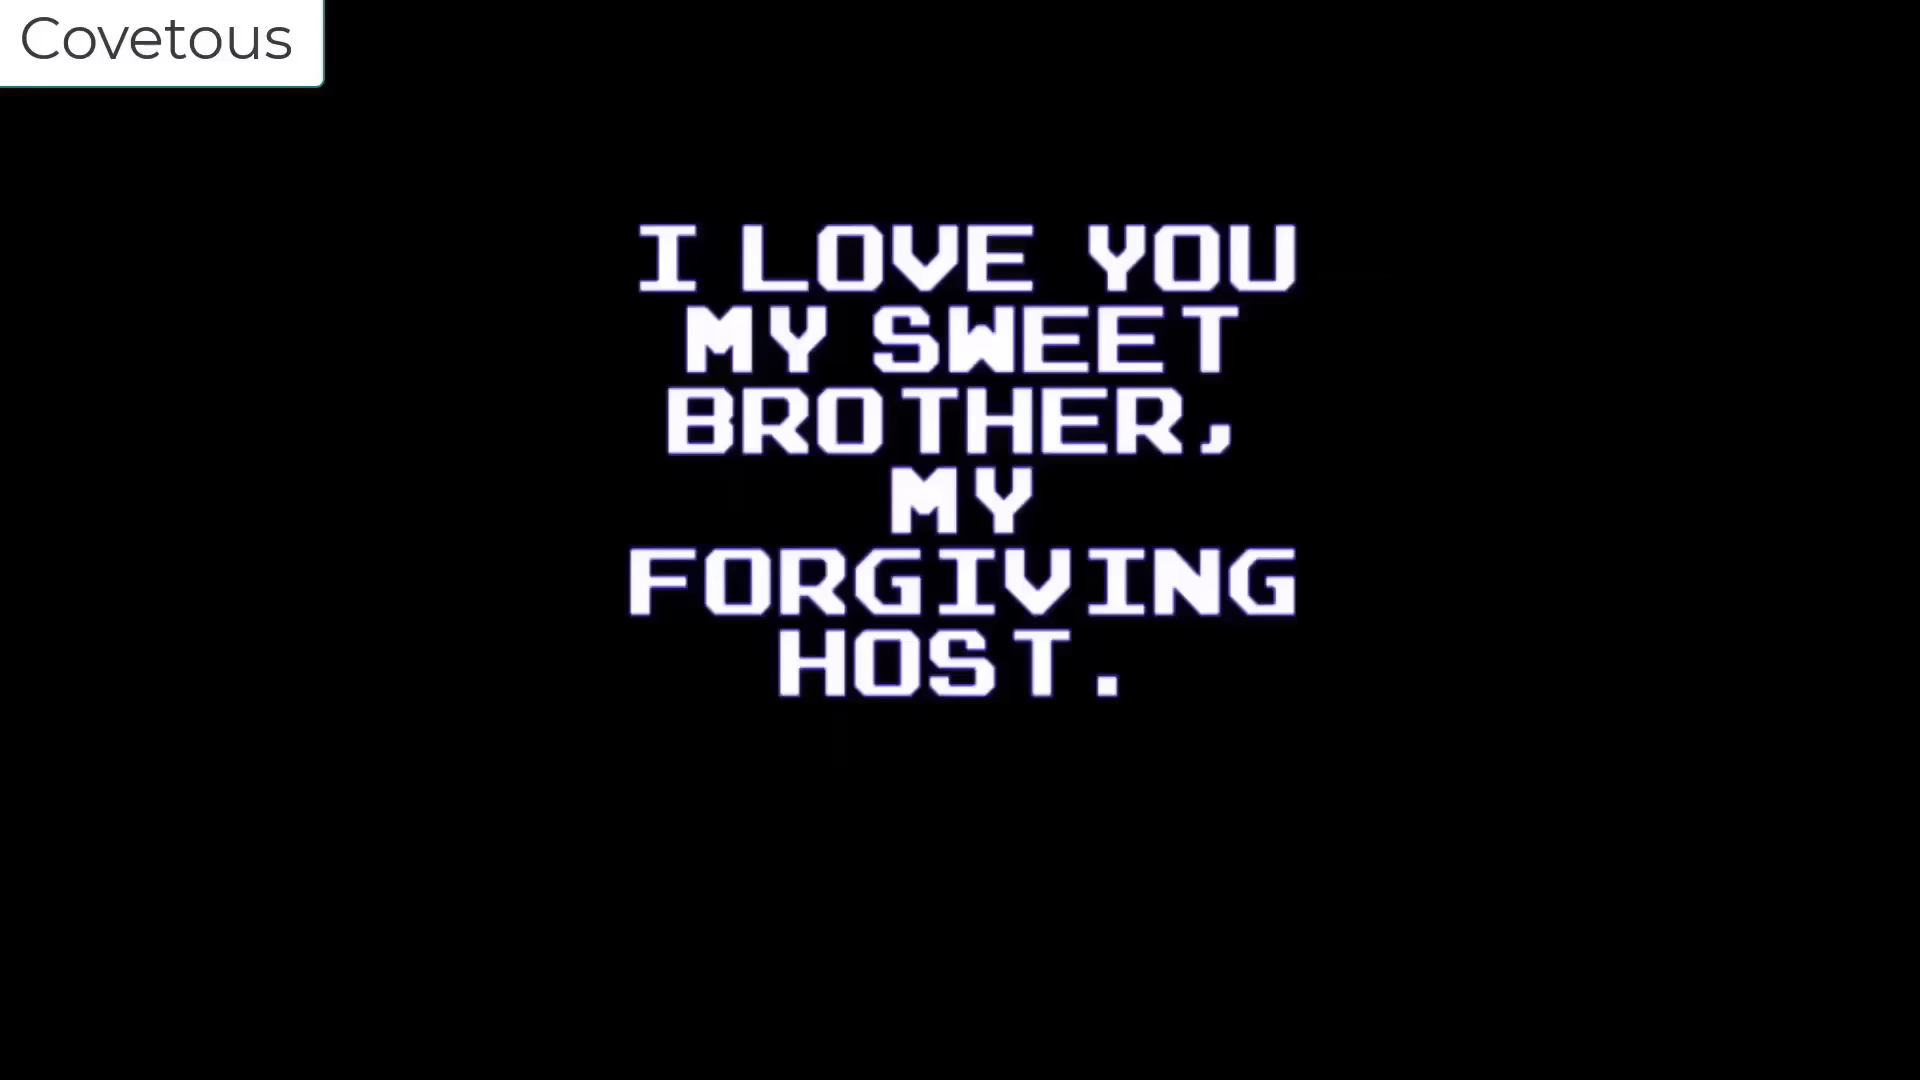 Covetous
I LOVE YOU
MY SWEET
BROTHER,
MY
FORGIVING
HOST.